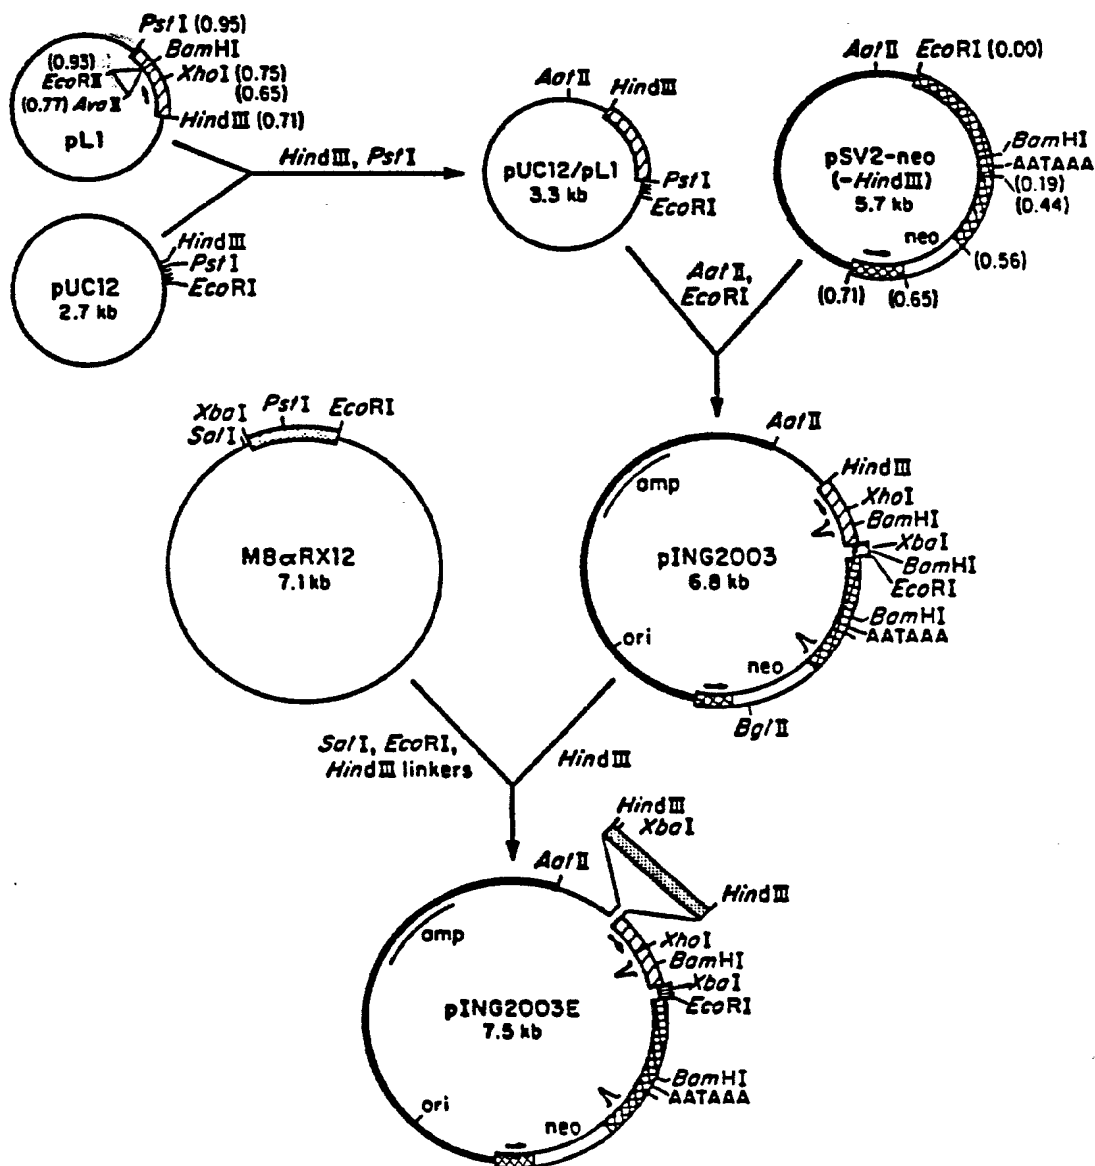 PstI (0.95)
BamHI
(0.93)
EcoRII
XhoI (0.75)
(0.65)
(0.77) AvaII
HindIII (0.71)
pL1
HindIII, PstI
HindIII
PstI
EcoRI
pUC12
2.7 kb
AatII
HindIII
pUC12/pL1
3.3 kb
PstI
EcoRI
AatII
EcoRI (0.00)
pSV2-neo
(-HindIII)
5.7 kb
BamHI
AATAAA
(0.19)
(0.44)
neo
(0.56)
(0.65)
(0.71)
AatII,
EcoRI
XbaI
SalI
PstI
EcoRI
M8αRX12
7.1 kb
AatII
amp
HindIII
XhoI
BamHI
XbaI
BamHI
EcoRI
pING2003
6.8 kb
BamHI
AATAAA
ori
neo
BglII
SalI, EcoRI,
HindIII linkers
HindIII
HindIII
XbaI
HindIII
AatII
amp
XhoI
BamHI
XbaI
EcoRI
pING2003E
7.5 kb
BamHI
AATAAA
ori
neo